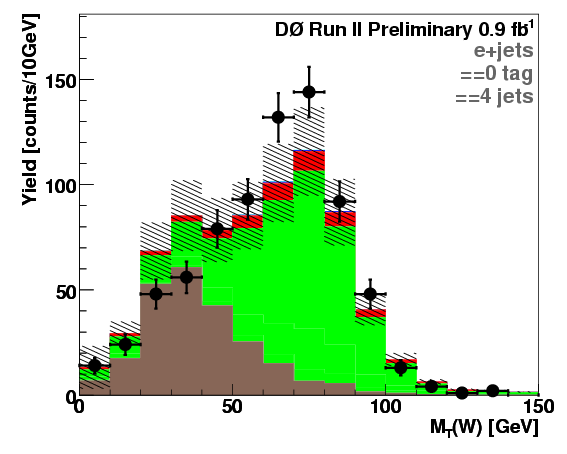 DØ Run II Preliminary 0.9 fb-1
e+jets
==0 tag
==4 jets
Yield [counts/10GeV]
150
100
50
0
0 50 100 150
MT(W) [GeV]